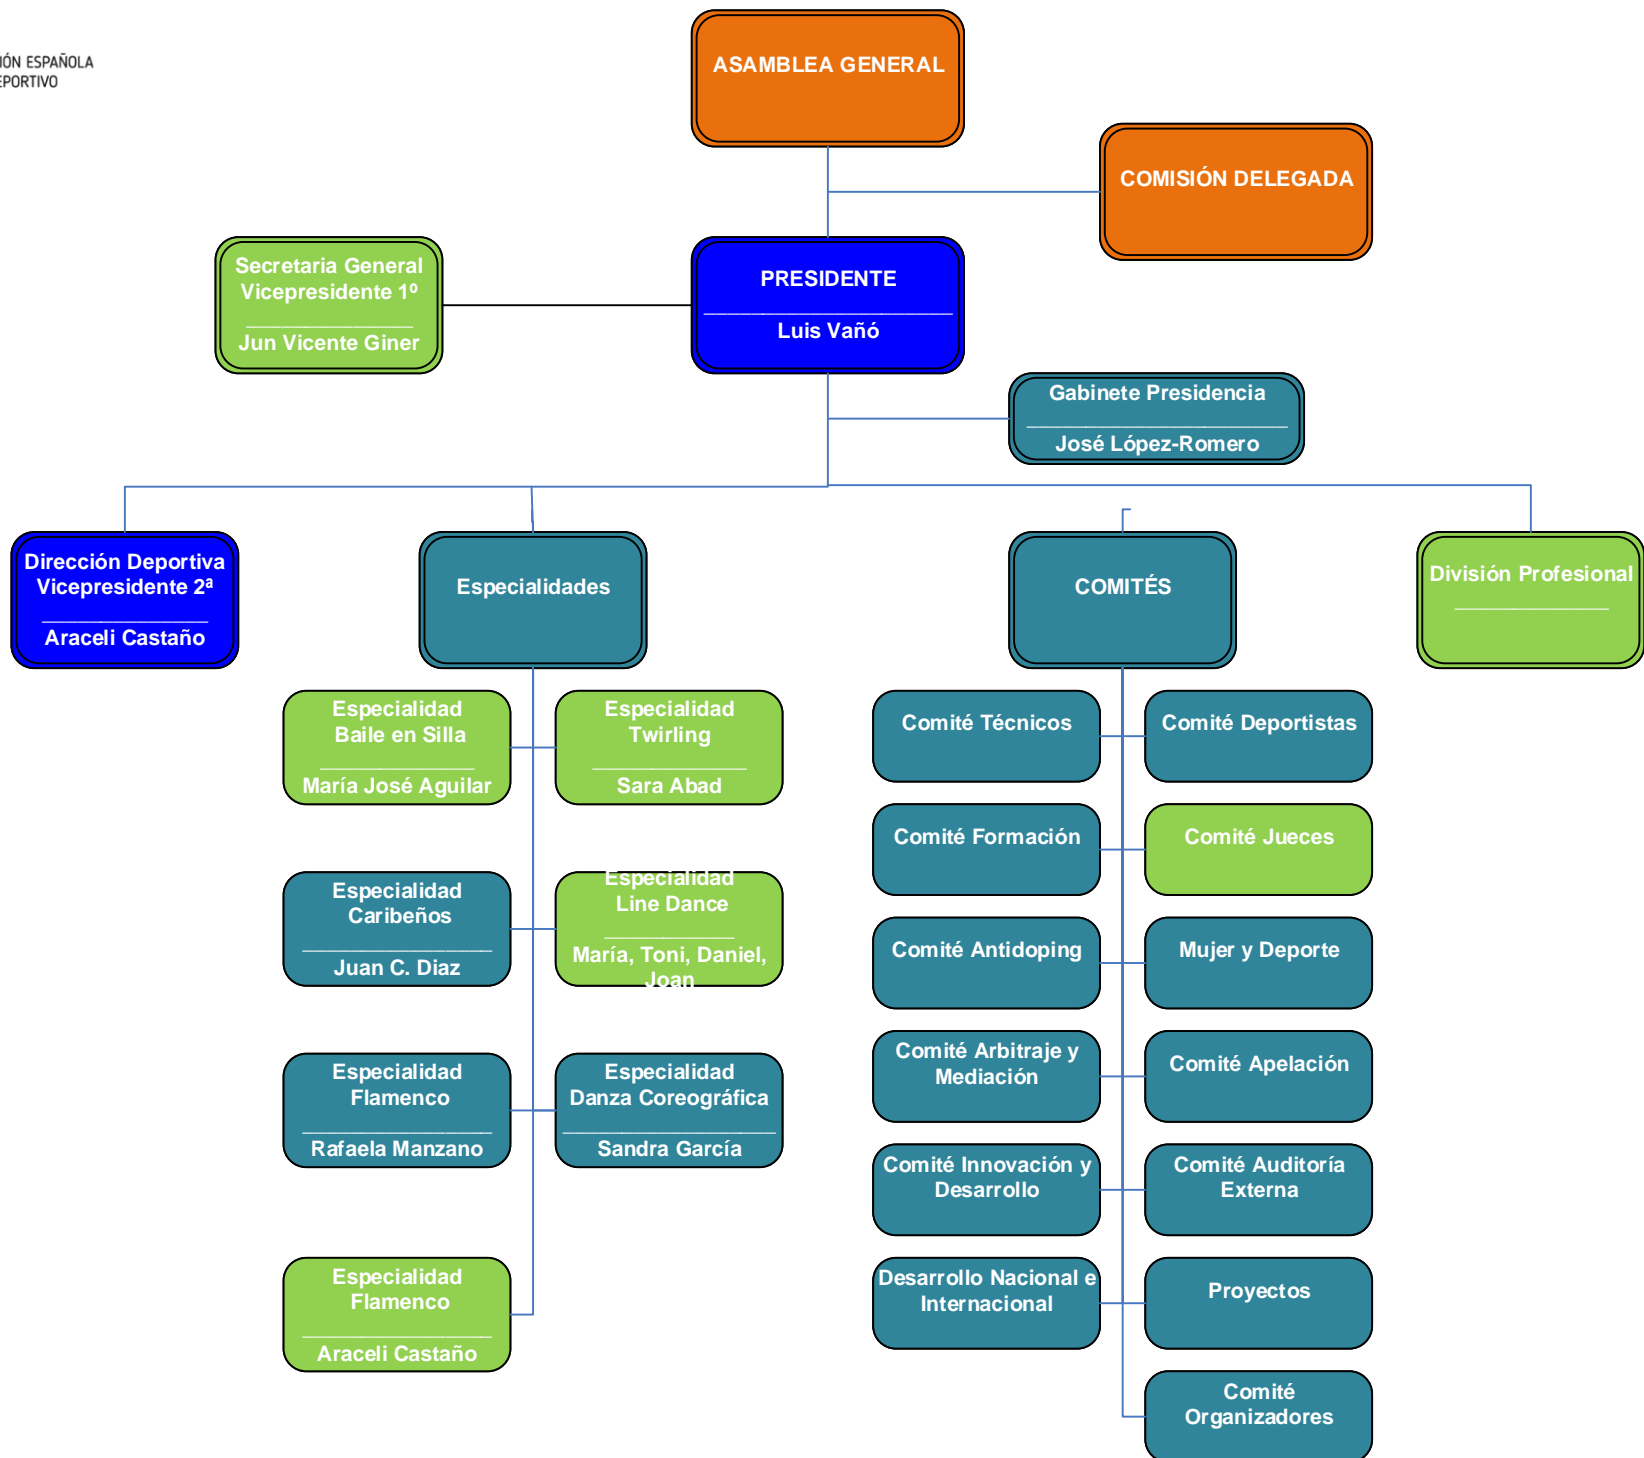 IÓN ESPAÑOLA
EPORTIVO
ASAMBLEA GENERAL
COMISIÓN DELEGADA
Secretaria General
Vicepresidente 1º
Jun Vicente Giner
PRESIDENTE
Luis Vañó
Gabinete Presidencia
José López-Romero
Dirección Deportiva
Vicepresidente 2ª
Araceli Castaño
Especialidades
COMITÉS
División Profesional
Especialidad
Baile en Silla
María José Aguilar
Especialidad
Twirling
Sara Abad
Especialidad
Caribeños
Juan C. Diaz
Especialidad
Line Dance
María, Toni, Daniel,
Joan
Especialidad
Flamenco
Rafaela Manzano
Especialidad
Danza Coreográfica
Sandra García
Especialidad
Flamenco
Araceli Castaño
Comité Técnicos
Comité Deportistas
Comité Formación
Comité Jueces
Comité Antidoping
Mujer y Deporte
Comité Arbitraje y
Mediación
Comité Apelación
Comité Innovación y
Desarrollo
Comité Auditoría
Externa
Desarrollo Nacional e
Internacional
Proyectos
Comité
Organizadores